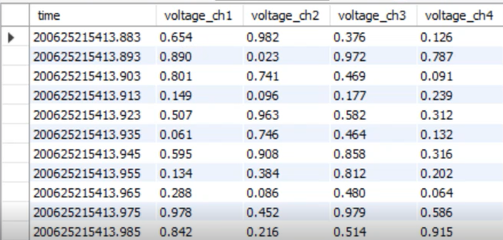 time voltage_ch1 voltage_ch2 voltage_ch3 voltage_ch4
200625215413.883 0.654 0.982 0.376 0.126
200625215413.893 0.890 0.023 0.972 0.787
200625215413.903 0.801 0.741 0.469 0.091
200625215413.913 0.149 0.096 0.177 0.239
200625215413.923 0.507 0.963 0.582 0.312
200625215413.935 0.061 0.746 0.464 0.132
200625215413.945 0.595 0.908 0.858 0.316
200625215413.955 0.134 0.384 0.812 0.202
200625215413.965 0.288 0.086 0.480 0.064
200625215413.975 0.978 0.452 0.979 0.586
200625215413.985 0.842 0.216 0.514 0.915